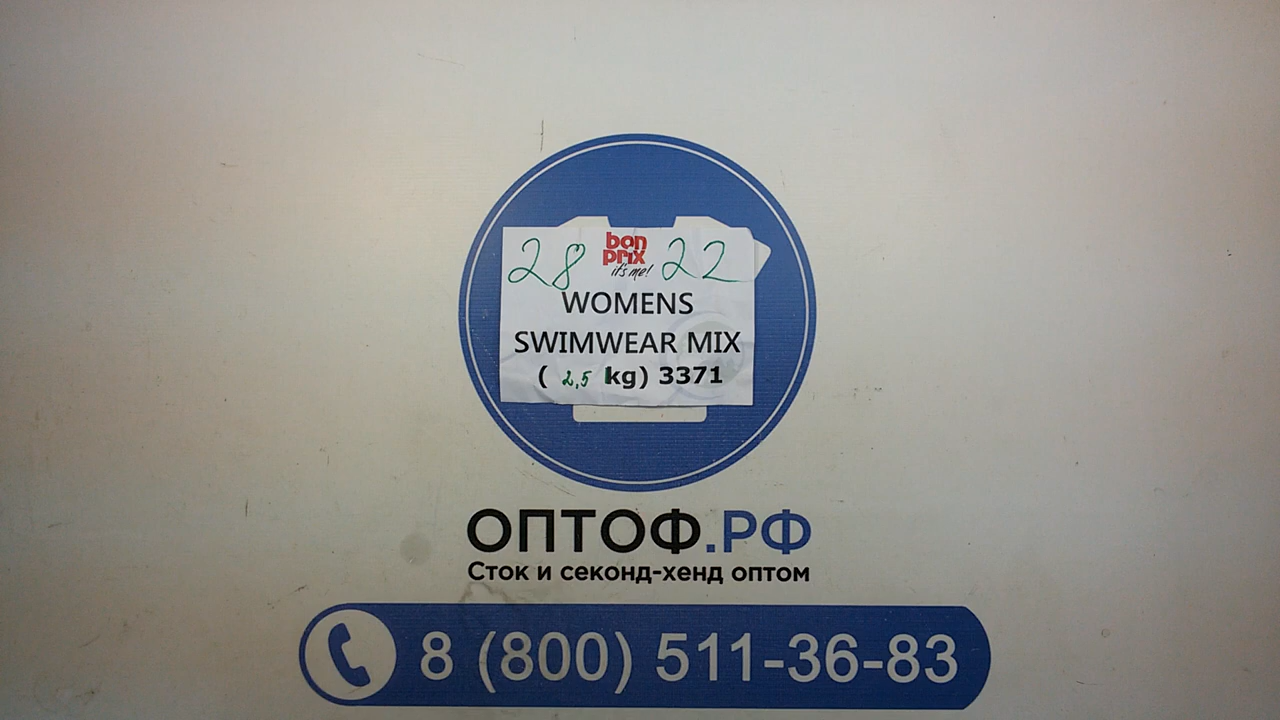 28 bon prix 22
it's me!
WOMENS
SWIMWEAR MIX
( 2,5 kg) 3371
ОПТОФ.РФ
Сток и секонд-хенд оптом
8 (800) 511-36-83